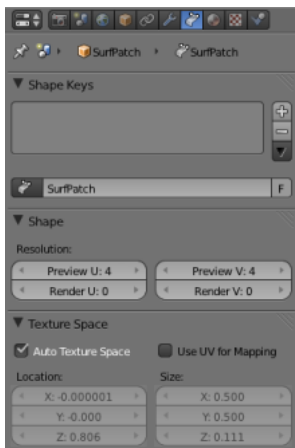 SurfPatch SurfPatch
Shape Keys
SurfPatch F
Shape
Resolution:
Preview U: 4 Preview V: 4
Render U: 0 Render V: 0
Texture Space
Auto Texture Space Use UV for Mapping
Location: Size:
X: -0.000001 X: 0.500
Y: -0.000 Y: 0.500
Z: 0.806 Z: 0.111